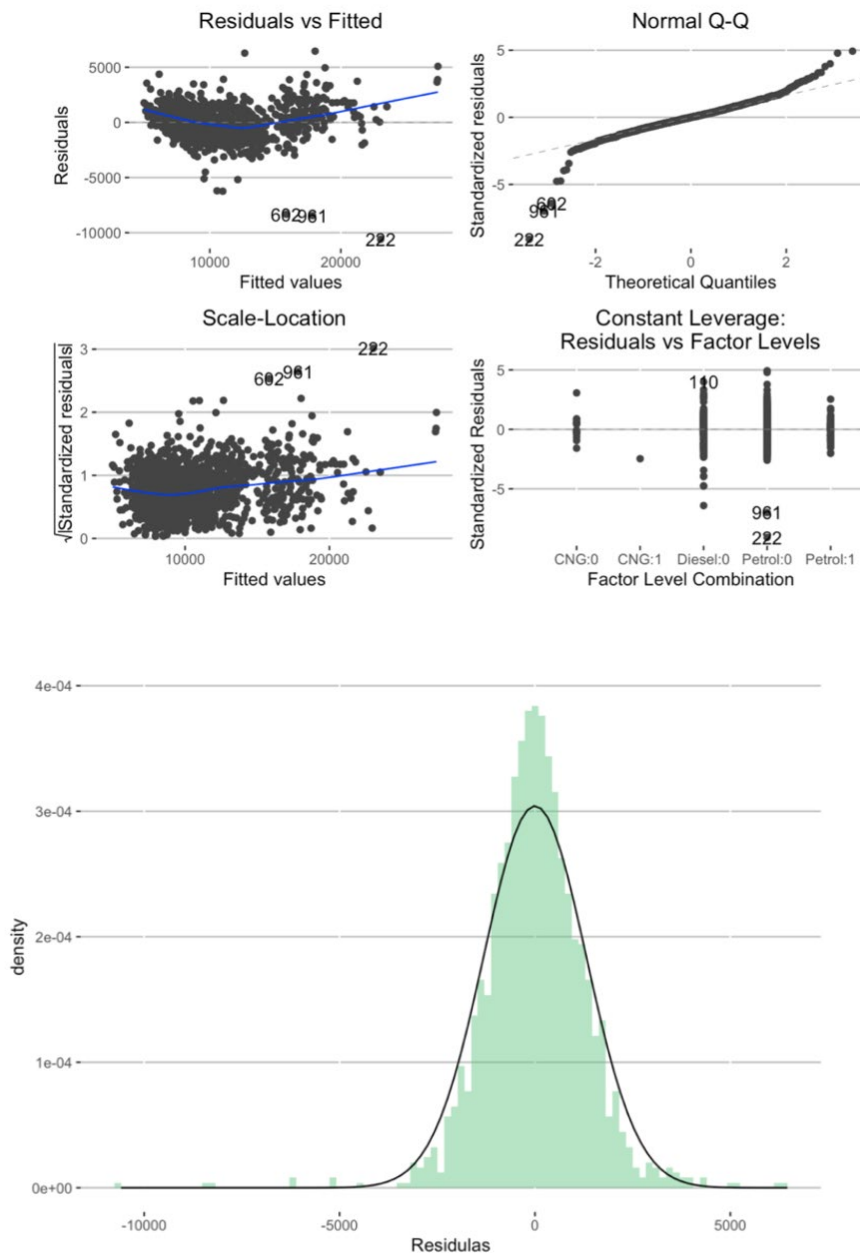 Residuals vs Fitted
Residuals
5000
0
-5000
-10000
602 961
222
10000 20000
Fitted values
Normal Q-Q
Standardized residuals
5
0
-5
602
961
222
-2 0 2
Theoretical Quantiles
Scale-Location
√|Standardized residuals|
3
2
1
0
222
961
602
10000 20000
Fitted values
Constant Leverage:
Residuals vs Factor Levels
Standardized Residuals
5
0
-5
110
961
222
CNG:0 CNG:1 Diesel:0 Petrol:0 Petrol:1
Factor Level Combination
density
4e-04
3e-04
2e-04
1e-04
0e+00
-10000 -5000 0 5000
Residulas